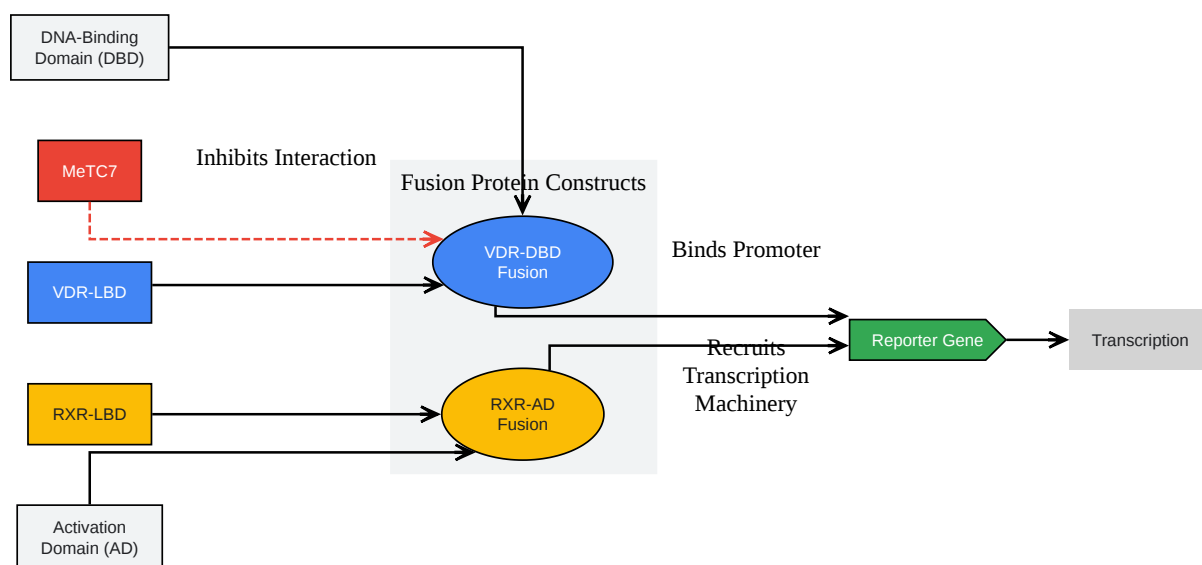 DNA-Binding
Domain (DBD)
MeTC7
Inhibits Interaction
Fusion Protein Constructs
VDR-DBD
Fusion
Binds Promoter
VDR-LBD
Reporter Gene
Transcription
Recruits
Transcription
Machinery
RXR-LBD
RXR-AD
Fusion
Activation
Domain (AD)